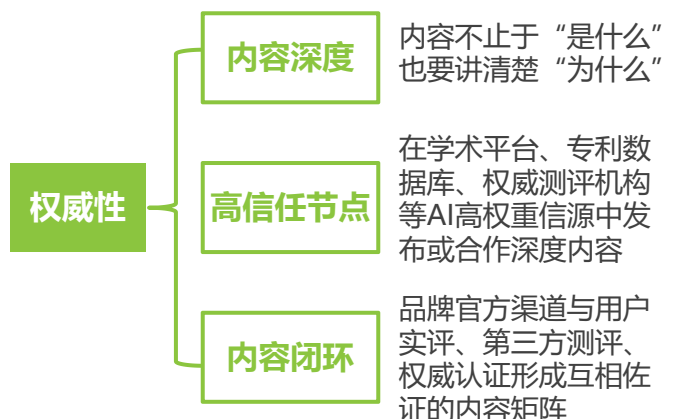 权威性
内容深度
内容不止于“是什么”
也要讲清楚“为什么”
高信任节点
在学术平台、专利数
据库、权威测评机构
等AI高权重信源中发
布或合作深度内容
内容闭环
品牌官方渠道与用户
实评、第三方测评、
权威认证形成互相佐
证的内容矩阵